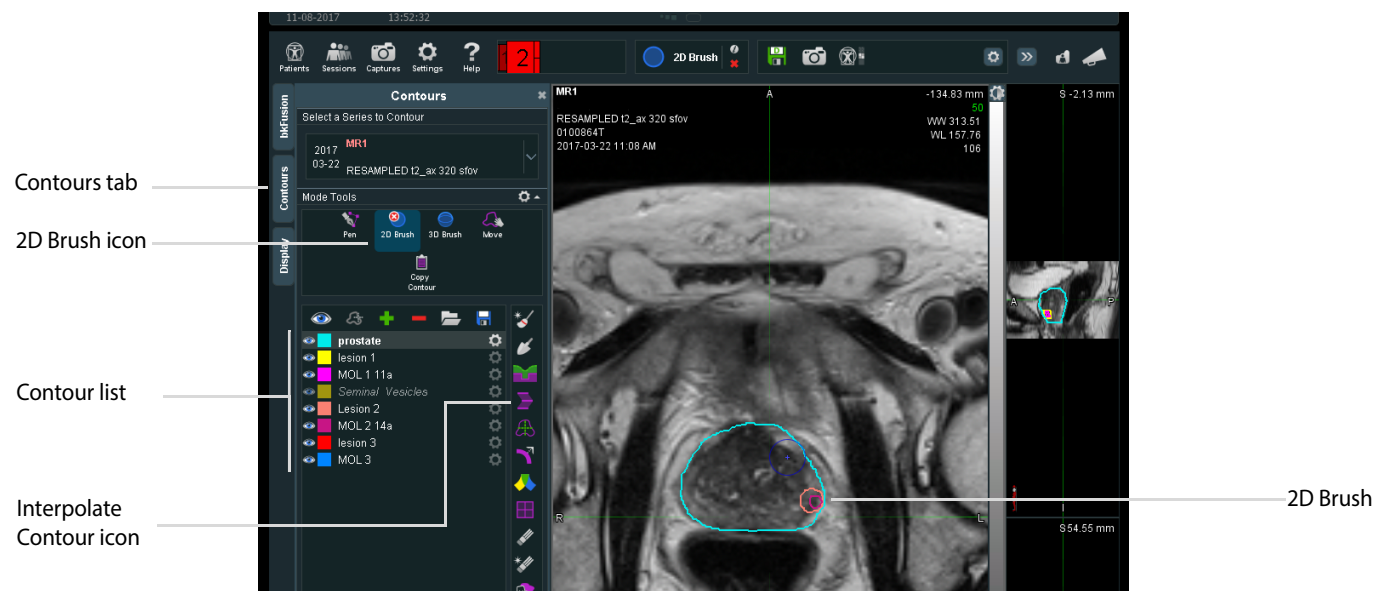 11-08-2017 13:52:32
Patients Sessions Captures Settings Help
2
2D Brush
Contours
Select a Series to Contour
2017
03-22
MR1
RESAMPLED t2_ax 320 sfov
Mode Tools
Pen 2D Brush 3D Brush Move
Copy
Contour
bkFusion
Contours
Display
prostate
lesion 1
MOL 1 11a
Seminal Vesicles
Lesion 2
MOL 2 14a
lesion 3
MOL 3
MR1
RESAMPLED t2_ax 320 sfov
0100864T
2017-03-22 11:08 AM
A
-134.83 mm
50
WW 313.51
WL 157.76
106
R
L
S -2.13 mm
A
P
I
S 54.55 mm
Contours tab
2D Brush icon
Contour list
Interpolate
Contour icon
2D Brush